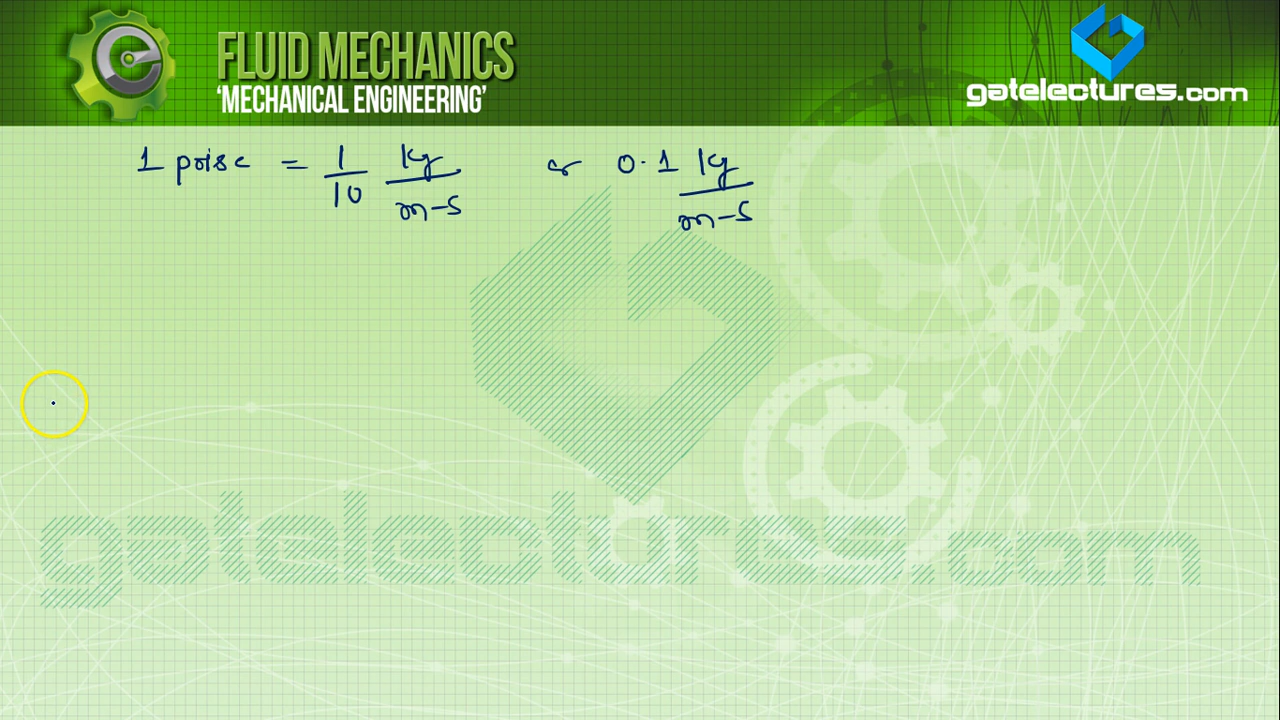 FLUID MECHANICS
'MECHANICAL ENGINEERING'
gatelectures.com
1 poise = 1/10 kg/m-s or 0.1 kg/m-s
gatelectures.com